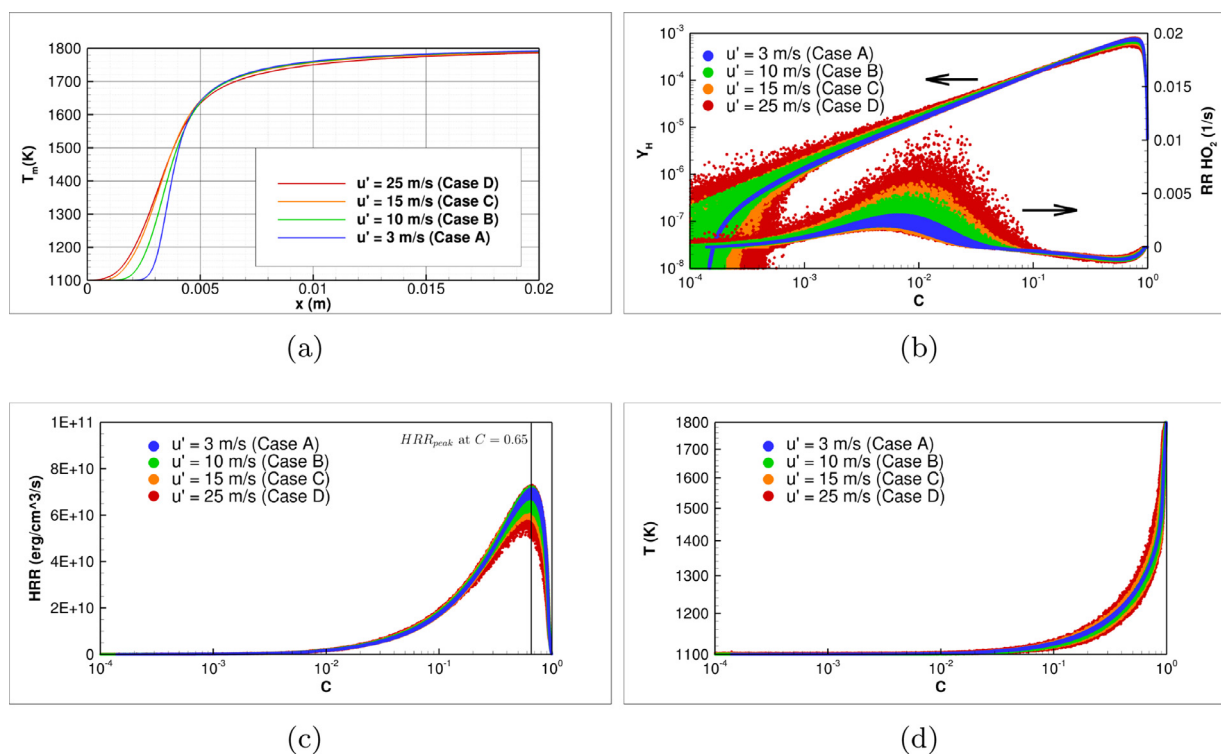 1800
1700
1600
1500
1400
1300
1200
1100
T_m(K)
u' = 25 m/s (Case D)
u' = 15 m/s (Case C)
u' = 10 m/s (Case B)
u' = 3 m/s (Case A)
0 0.005 0.01 0.015 0.02
x (m)
(a)
10^-3
10^-4
10^-5
10^-6
10^-7
10^-8
Y_H
u' = 3 m/s (Case A)
u' = 10 m/s (Case B)
u' = 15 m/s (Case C)
u' = 25 m/s (Case D)
0.02
0.015
0.01
0.005
0
RR HO_2 (1/s)
10^-4 10^-3 10^-2 10^-1 10^0
C
(b)
1E+11
8E+10
6E+10
4E+10
2E+10
0
HRR (erg/cm^3/s)
HRR_peak at C = 0.65
u' = 3 m/s (Case A)
u' = 10 m/s (Case B)
u' = 15 m/s (Case C)
u' = 25 m/s (Case D)
10^-4 10^-3 10^-2 10^-1 10^0
C
(c)
1800
1700
1600
1500
1400
1300
1200
1100
T (K)
u' = 3 m/s (Case A)
u' = 10 m/s (Case B)
u' = 15 m/s (Case C)
u' = 25 m/s (Case D)
10^-4 10^-3 10^-2 10^-1 10^0
C
(d)